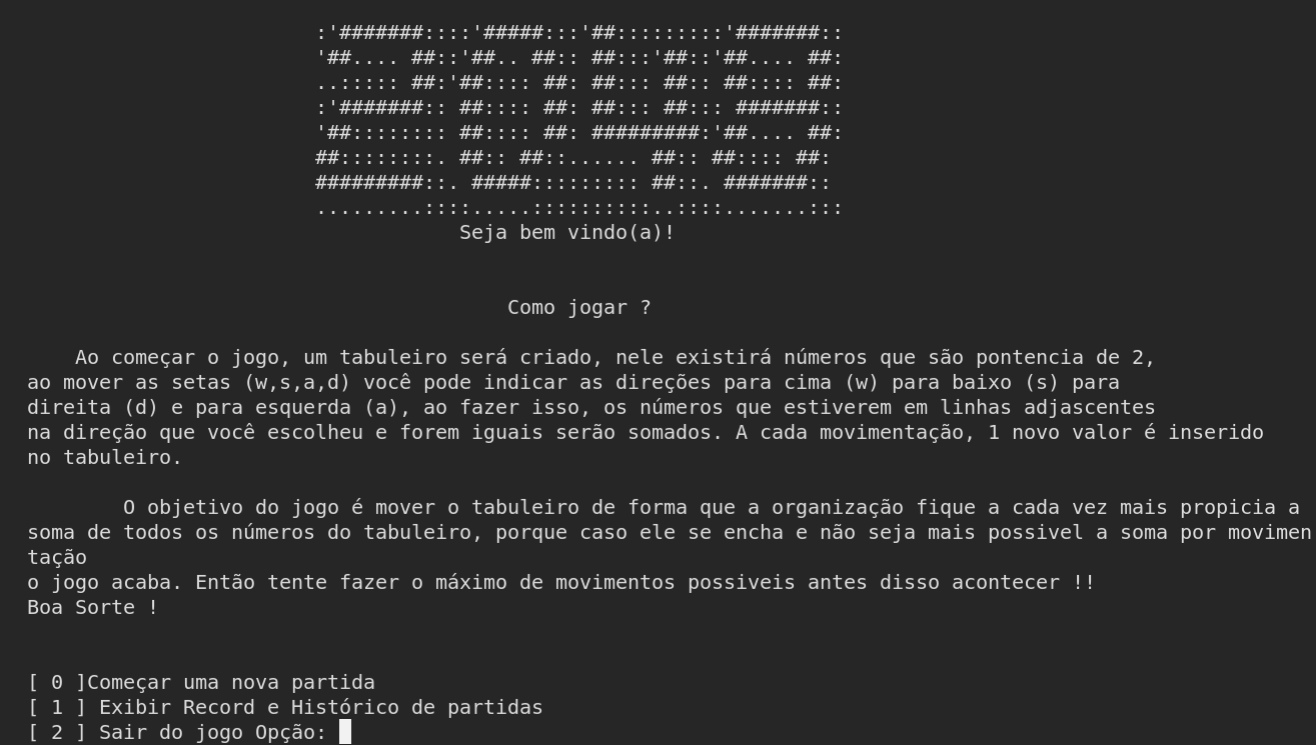 :'#######::::'#####:::'##:::::::::'#######::
'##.... ##::'##.. ##:: ##:::'##::'##.... ##:
..::::: ##:'##:::: ##: ##::: ##:: ##:::: ##:
:'#######:: ##:::: ##: ##::: ##::: #######::
'##:::::::: ##:::: ##: #########:'##.... ##:
##::::::::. ##:: ##::...... ##:: ##:::: ##:
#########::. #####::::::::: ##::. #######::
.........::::.....::::::::::..::::.......:::
Seja bem vindo(a)!
Como jogar ?
Ao começar o jogo, um tabuleiro será criado, nele existirá números que são pontencia de 2,
ao mover as setas (w,s,a,d) você pode indicar as direções para cima (w) para baixo (s) para
direita (d) e para esquerda (a), ao fazer isso, os números que estiverem em linhas adjascentes
na direção que você escolheu e forem iguais serão somados. A cada movimentação, 1 novo valor é inserido
no tabuleiro.
O objetivo do jogo é mover o tabuleiro de forma que a organização fique a cada vez mais propicia a
soma de todos os números do tabuleiro, porque caso ele se encha e não seja mais possivel a soma por movimen
tação
o jogo acaba. Então tente fazer o máximo de movimentos possiveis antes disso acontecer !!
Boa Sorte !
[ 0 ]Começar uma nova partida
[ 1 ] Exibir Record e Histórico de partidas
[ 2 ] Sair do jogo Opção: